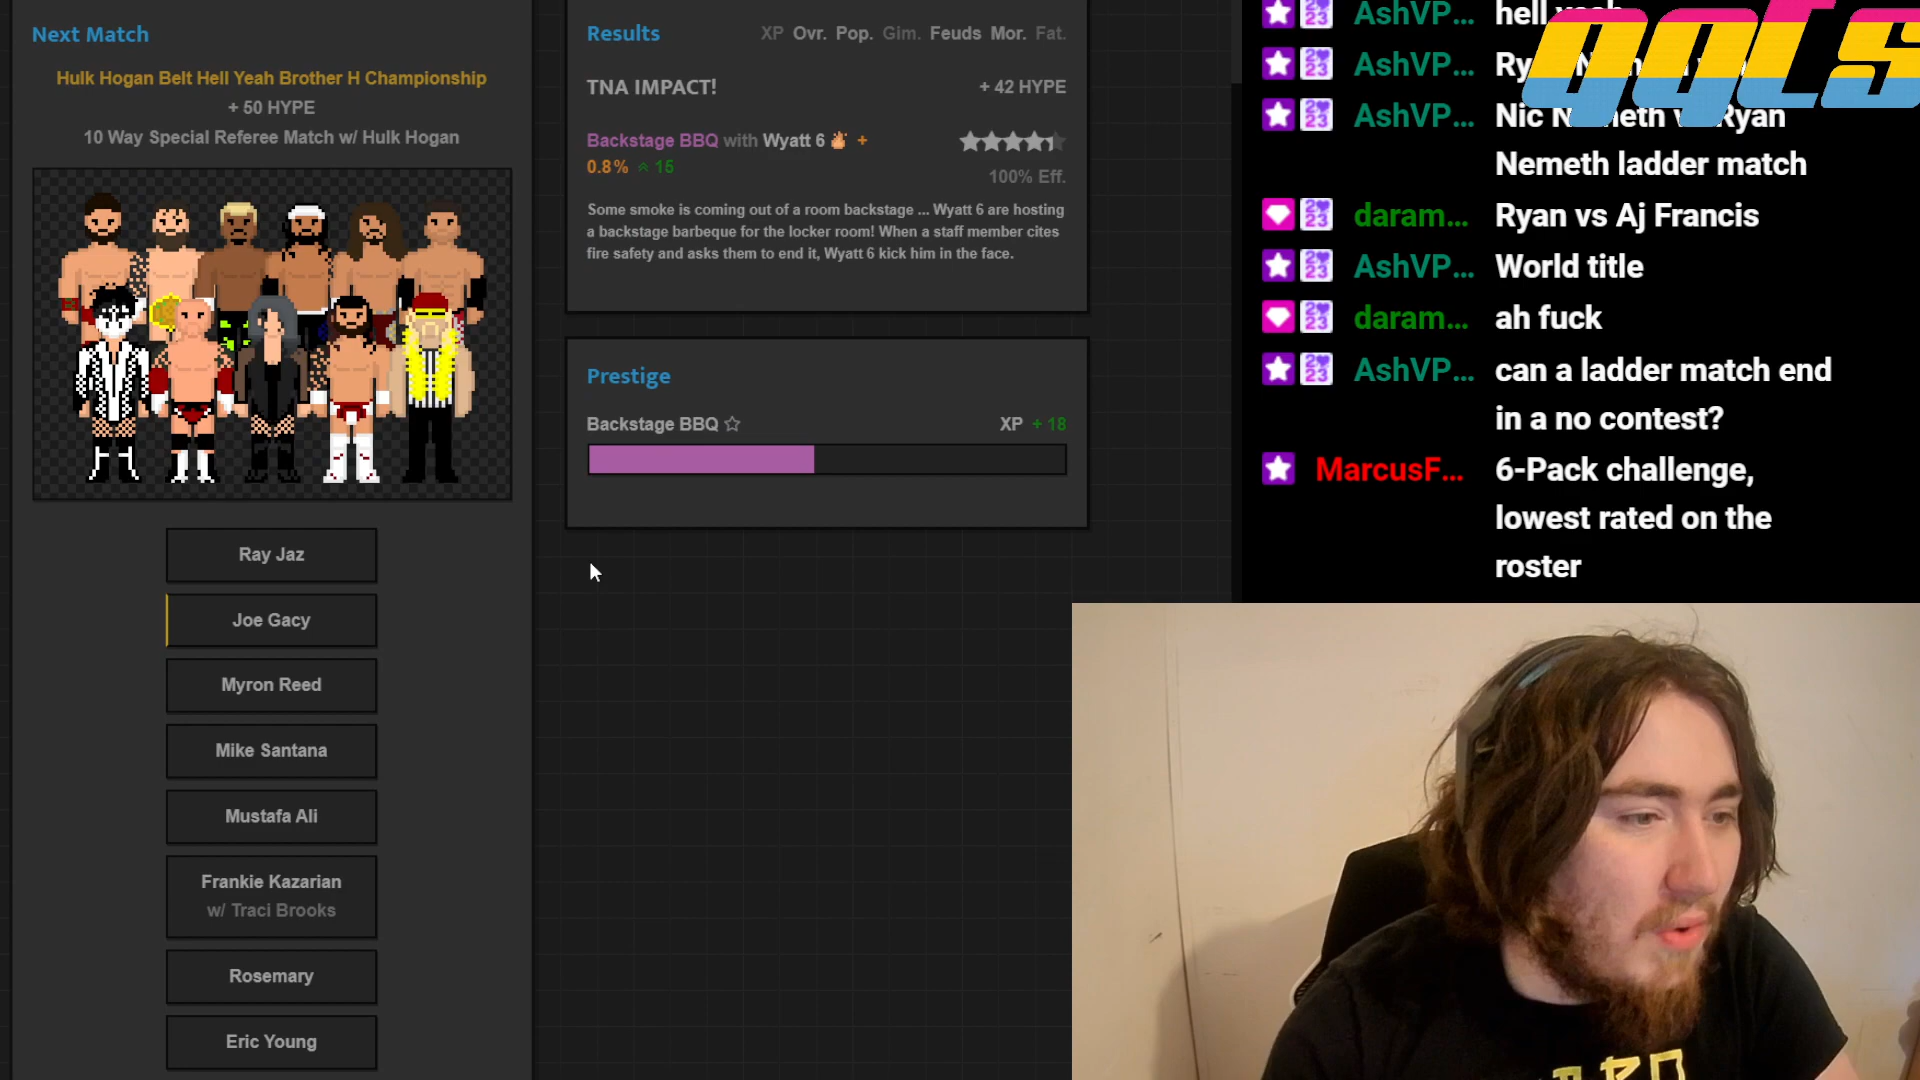 Next Match
Hulk Hogan Belt Hell Yeah Brother H Championship
+ 50 HYPE
10 Way Special Referee Match w/ Hulk Hogan
Ray Jaz
Joe Gacy
Myron Reed
Mike Santana
Mustafa Ali
Frankie Kazarian
w/ Traci Brooks
Rosemary
Eric Young
Results XP Ovr. Pop. Gim. Feuds Mor. Fat.
TNA IMPACT! + 42 HYPE
Backstage BBQ with Wyatt 6 +
0.8% 15
100% Eff.
Some smoke is coming out of a room backstage ... Wyatt 6 are hosting
a backstage barbeque for the locker room! When a staff member cites
fire safety and asks them to end it, Wyatt 6 kick him in the face.
Prestige
Backstage BBQ XP + 18
AshVP... hell yeah
AshVP...
AshVP... Nic Nemeth v Ryan
Nemeth ladder match
daram... Ryan vs Aj Francis
AshVP... World title
daram... ah fuck
AshVP... can a ladder match end
in a no contest?
MarcusF... 6-Pack challenge,
lowest rated on the
roster